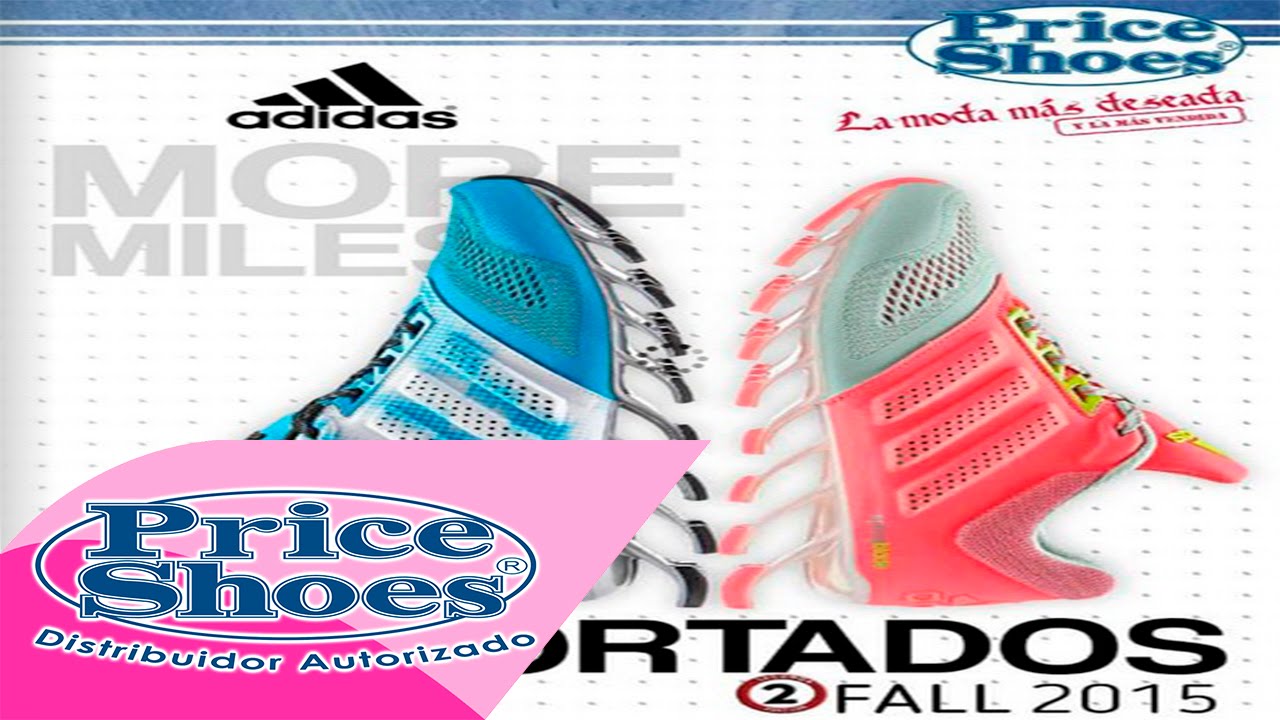 Price
Shoes®
La moda más deseada
Y LA MÁS VENDIDA
adidas
MORE
MILES
Price
Shoes®
Distribuidor Autorizado
ORTADOS
2 FALL 2015